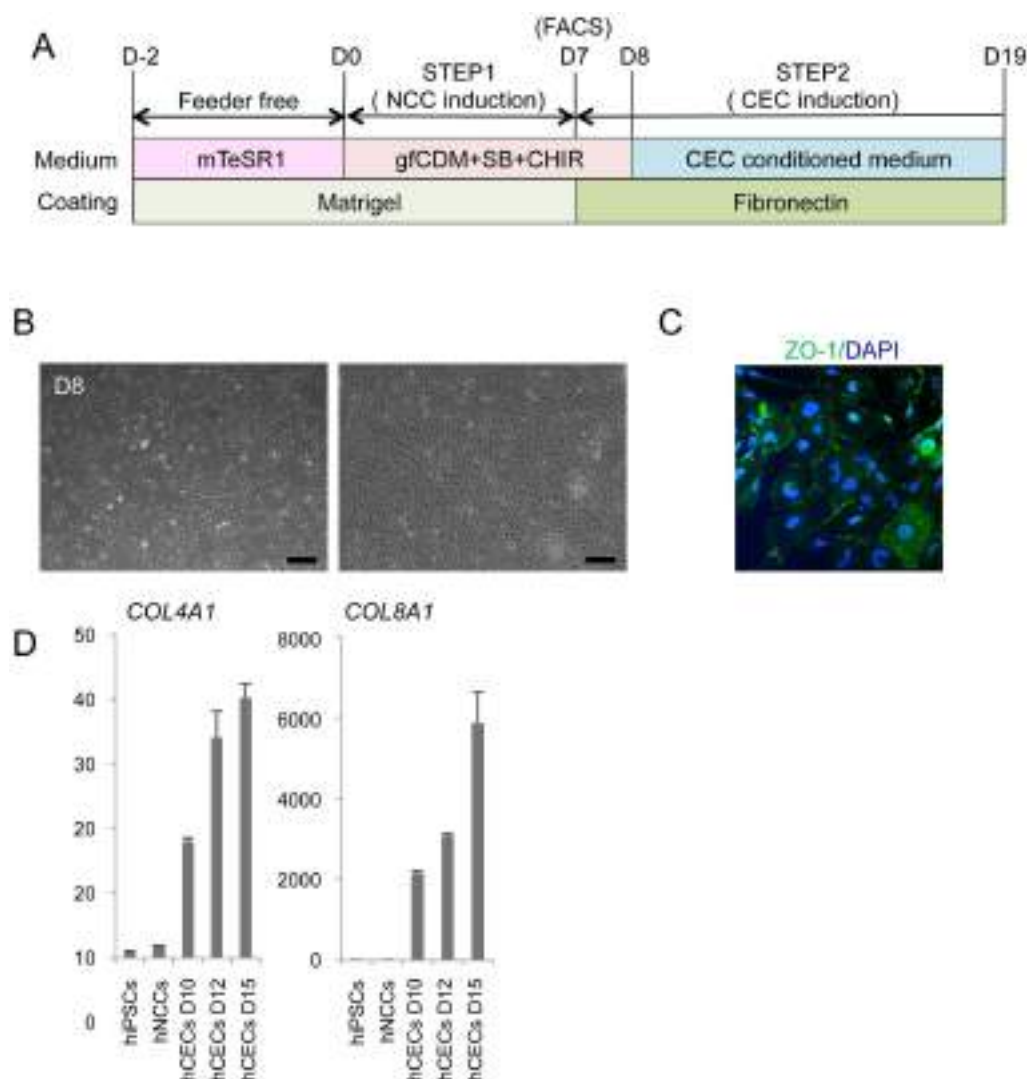 A
(FACS)
D-2 D0 D7 D8 D19
Feeder free
STEP1
( NCC induction)
STEP2
( CEC induction)
Medium mTeSR1 gfCDM+SB+CHIR CEC conditioned medium
Coating Matrigel Fibronectin
B
C
D8
ZO-1/DAPI
D
COL4A1
50
40
30
20
20
10
0
hiPSCs
hNCCs
hCECs D10
hCECs D12
hCECs D15
COL8A1
8000
6000
4000
2000
0
hiPSCs
hNCCs
hCECs D10
hCECs D12
hCECs D15